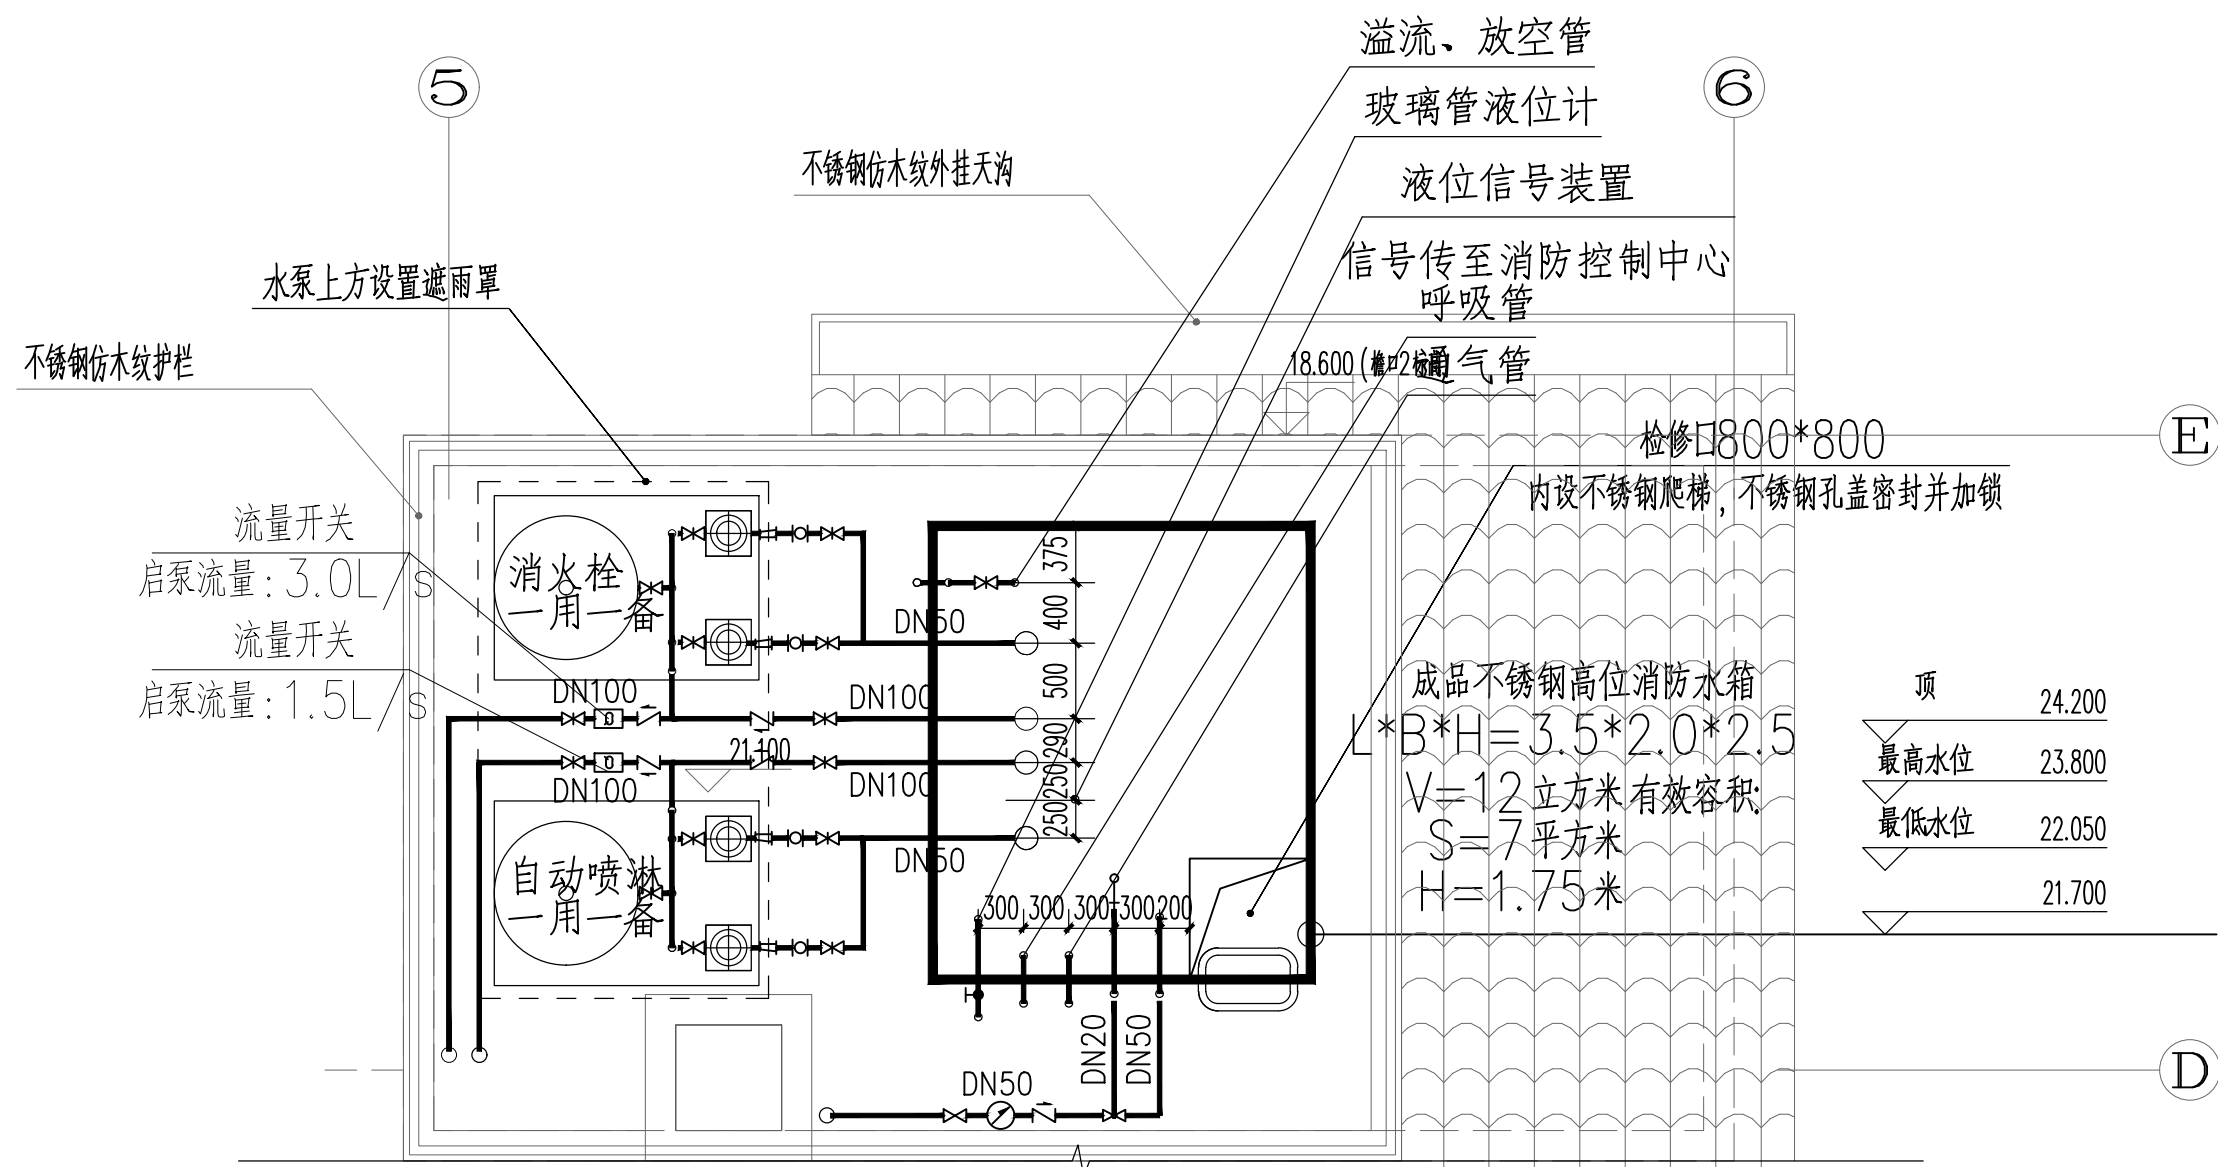 溢流、放空管
5
6
玻璃管液位计
不锈钢仿木纹外挂天沟
液位信号装置
信号传至消防控制中心
水泵上方设置遮雨罩
呼吸管
不锈钢仿木纹护栏
18.600
通气管
检修口800*800
E
内设不锈钢爬梯,不锈钢孔盖密封并加锁
流量开关
启泵流量:3.0L/s
消火栓
一用一备
375
400
DN50
流量开关
启泵流量:1.5L/s
500
DN100
DN100
成品不锈钢高位消防水箱
L*B*H=3.5*2.0*2.5
V=12立方米有效容积:
S=7平方米
H=1.75米
顶
24.200
最高水位
23.800
最低水位
22.050
21.700
21.100
290
250
250
DN100
DN100
DN50
自动喷淋
一用一备
300
300
300
300
200
DN20
DN50
DN50
D